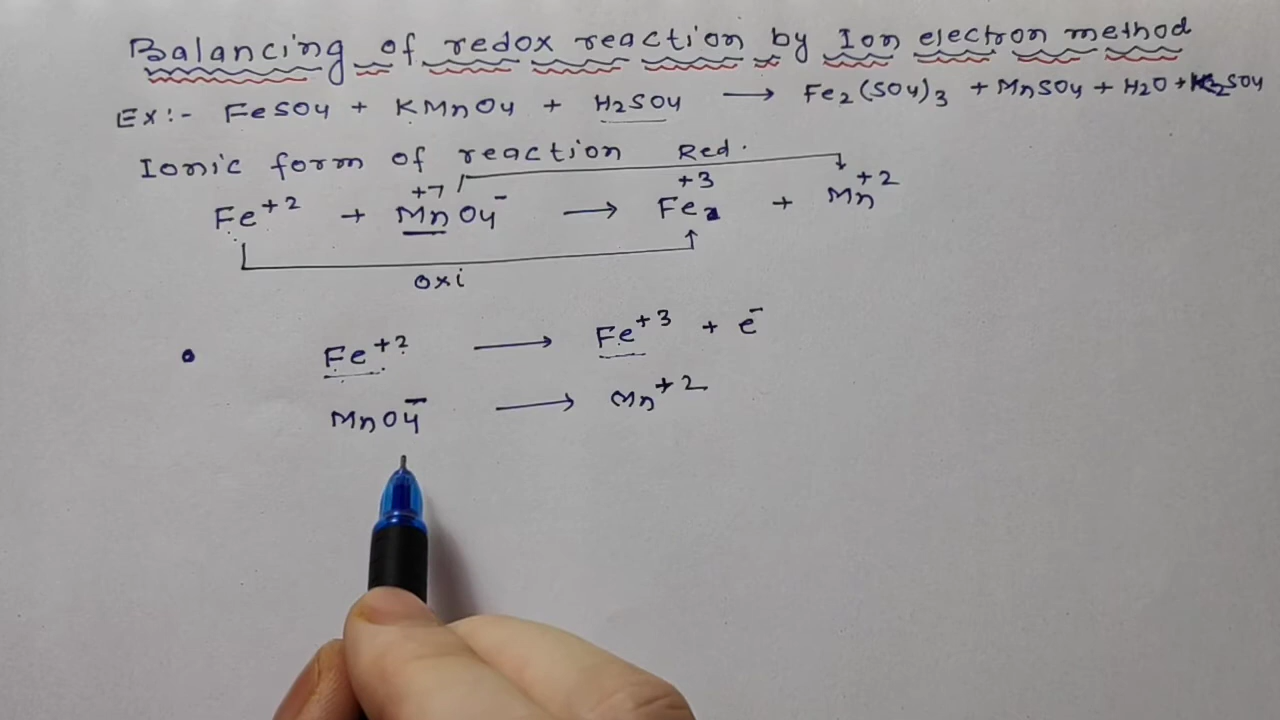 Balancing of redox reaction by Ion electron method
Ex:- FeSO4 + KMnO4 + H2SO4 → Fe2(SO4)3 + MnSO4 + H2O + K2SO4
Ionic form of reaction Red.
Fe+2 + +7 MnO4− → +3 Fe2 + Mn+2
oxi
Fe+2 → Fe+3 + e−
MnO4− → Mn+2